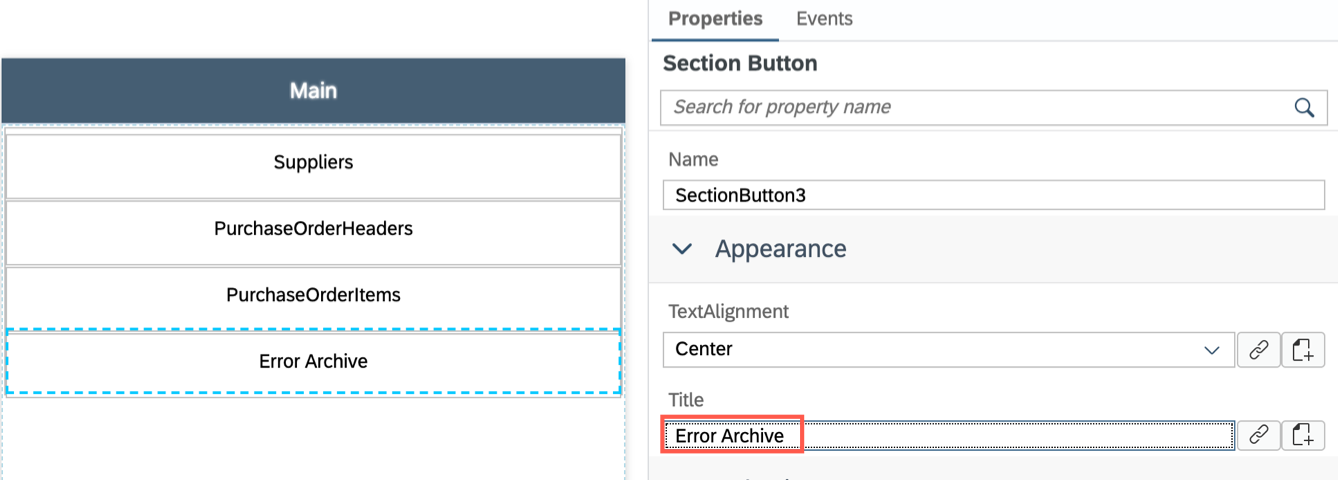 Main
Suppliers
PurchaseOrderHeaders
PurchaseOrderItems
Error Archive
Properties Events
Section Button
Search for property name
Name
SectionButton3
Appearance
TextAlignment
Center
Title
Error Archive